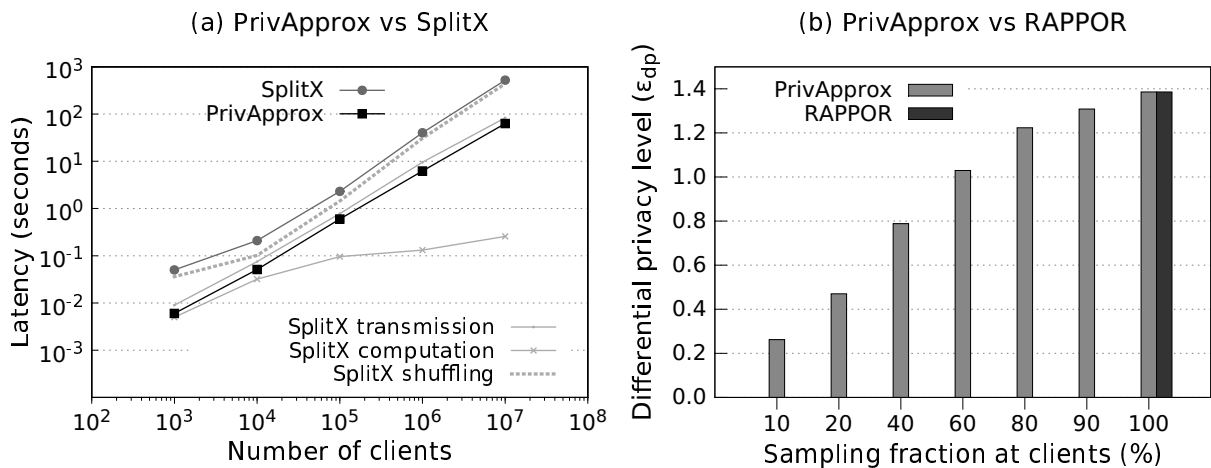 (a) PrivApprox vs SplitX
Latency (seconds)
10³
10²
10¹
10⁰
10⁻¹
10⁻²
10⁻³
SplitX
PrivApprox
SplitX transmission
SplitX computation
SplitX shuffling
10² 10³ 10⁴ 10⁵ 10⁶ 10⁷ 10⁸
Number of clients
(b) PrivApprox vs RAPPOR
Differential privacy level (εdp)
1.4
1.2
1.0
0.8
0.6
0.4
0.2
0.0
PrivApprox
RAPPOR
10 20 40 60 80 90 100
Sampling fraction at clients (%)